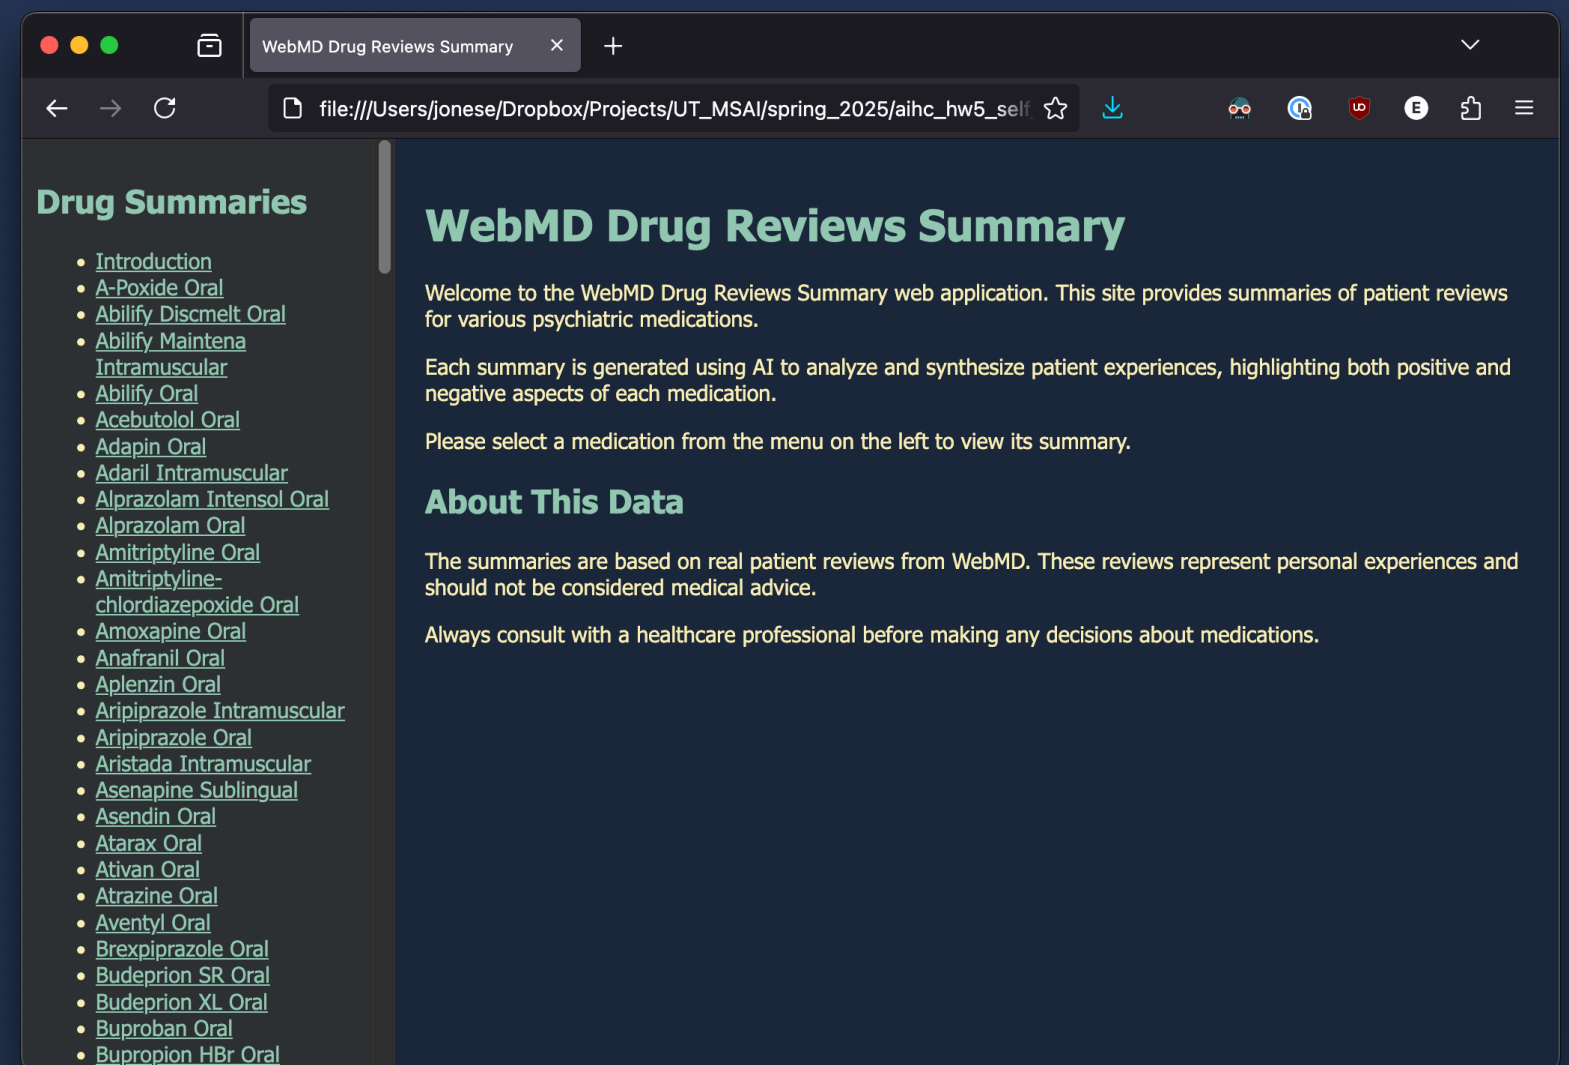 WebMD Drug Reviews Summary
file:///Users/jonese/Dropbox/Projects/UT_MSAI/spring_2025/aihc_hw5_self_
E
Drug Summaries
Introduction
A-Poxide Oral
Abilify Discmelt Oral
Abilify Maintena
Intramuscular
Abilify Oral
Acebutolol Oral
Adapin Oral
Adaril Intramuscular
Alprazolam Intensol Oral
Alprazolam Oral
Amitriptyline Oral
Amitriptyline-
chlordiazepoxide Oral
Amoxapine Oral
Anafranil Oral
Aplenzin Oral
Aripiprazole Intramuscular
Aripiprazole Oral
Aristada Intramuscular
Asenapine Sublingual
Asendin Oral
Atarax Oral
Ativan Oral
Atrazine Oral
Aventyl Oral
Brexpiprazole Oral
Budeprion SR Oral
Budeprion XL Oral
Buproban Oral
Bupropion HBr Oral
WebMD Drug Reviews Summary
Welcome to the WebMD Drug Reviews Summary web application. This site provides summaries of patient reviews
for various psychiatric medications.
Each summary is generated using AI to analyze and synthesize patient experiences, highlighting both positive and
negative aspects of each medication.
Please select a medication from the menu on the left to view its summary.
About This Data
The summaries are based on real patient reviews from WebMD. These reviews represent personal experiences and
should not be considered medical advice.
Always consult with a healthcare professional before making any decisions about medications.